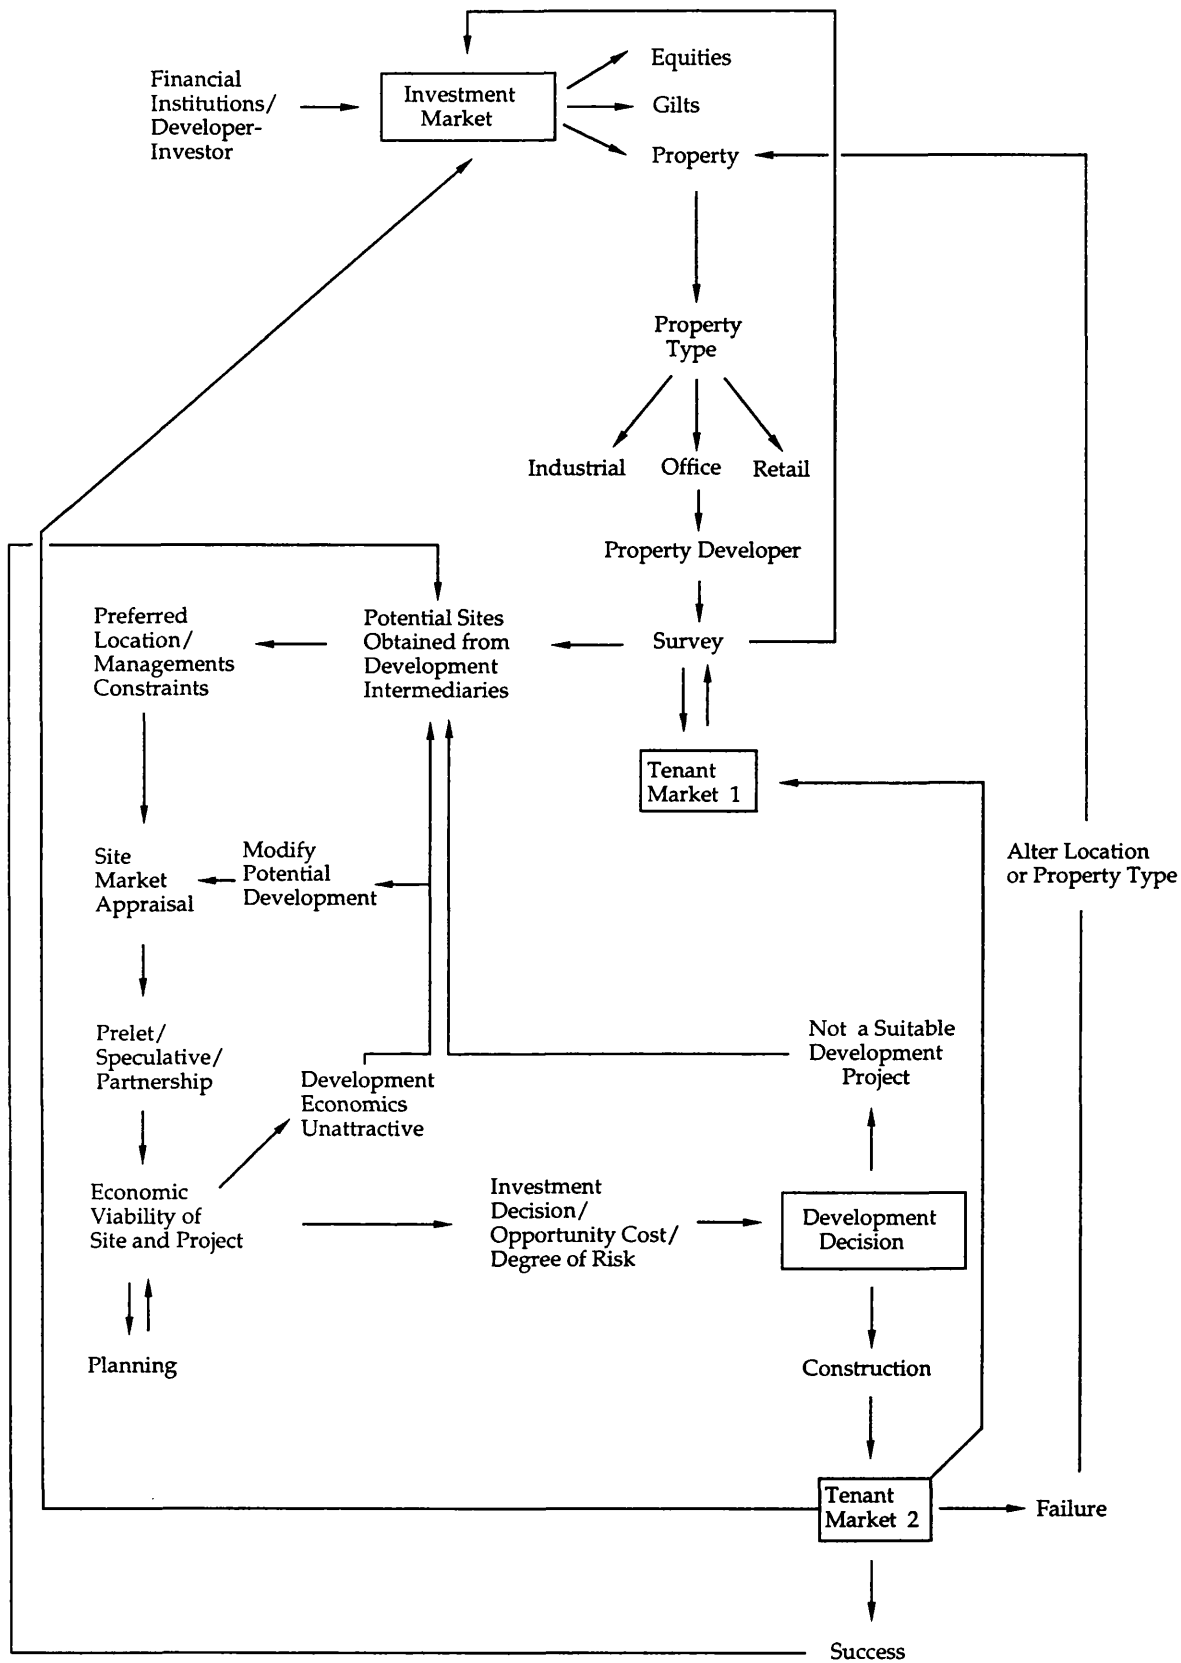 Financial
Institutions/
Developer-
Investor
Investment
Market
Equities
Gilts
Property
Property
Type
Industrial
Office
Retail
Property Developer
Survey
Potential Sites
Obtained from
Development
Intermediaries
Preferred
Location/
Managements
Constraints
Tenant
Market 1
Alter Location
or Property Type
Site
Market
Appraisal
Modify
Potential
Development
Prelet/
Speculative/
Partnership
Development
Economics
Unattractive
Not a Suitable
Development
Project
Economic
Viability of
Site and Project
Investment
Decision/
Opportunity Cost/
Degree of Risk
Development
Decision
Planning
Construction
Tenant
Market 2
Failure
Success